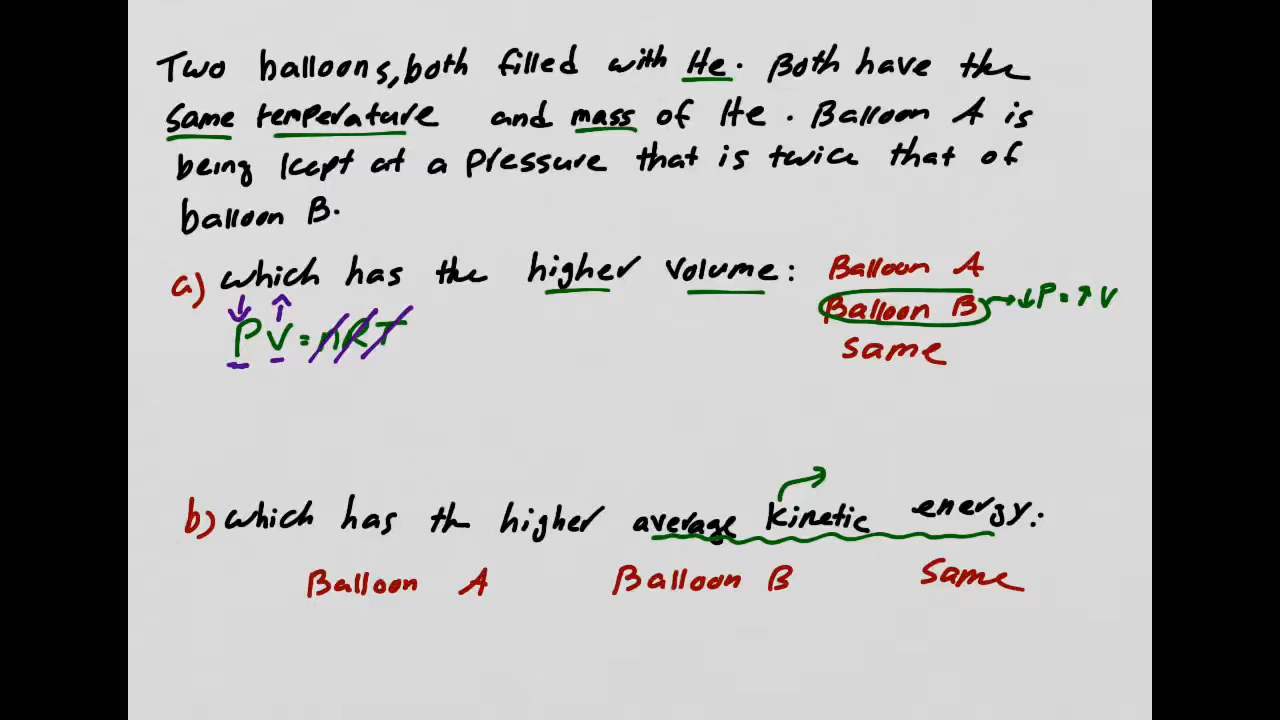 Two balloons, both filled with He. Both have the
same temperature and mass of He. Balloon A is
being kept at a pressure that is twice that of
balloon B.
a) which has the higher volume: Balloon A
Balloon B → ↓P = ↑V
same
↓ ↑
PV = nRT
b) which has th higher average kinetic energy:
Balloon A Balloon B Same